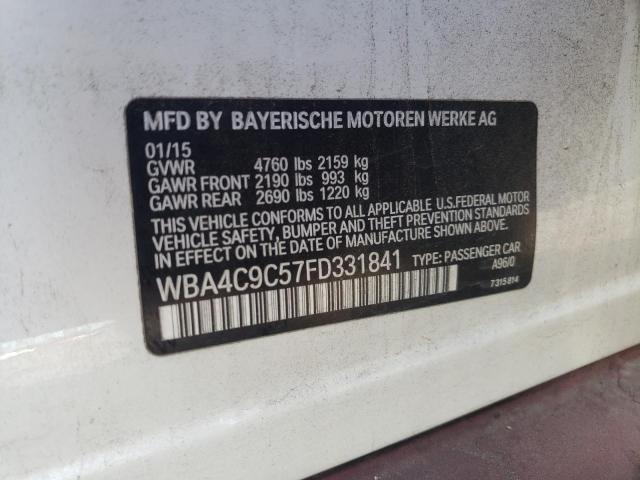 MFD BY BAYERISCHE MOTOREN WERKE AG
01/15
GVWR 4760 lbs 2159 kg
GAWR FRONT 2190 lbs 993 kg
GAWR REAR 2690 lbs 1220 kg
THIS VEHICLE CONFORMS TO ALL APPLICABLE U.S.FEDERAL MOTOR
VEHICLE SAFETY, BUMPER, AND THEFT PREVENTION STANDARDS
IN EFFECT ON THE DATE OF MANUFACTURE SHOWN ABOVE.
WBA4C9C57FD331841 TYPE: PASSENGER CAR
A96/0
7315814